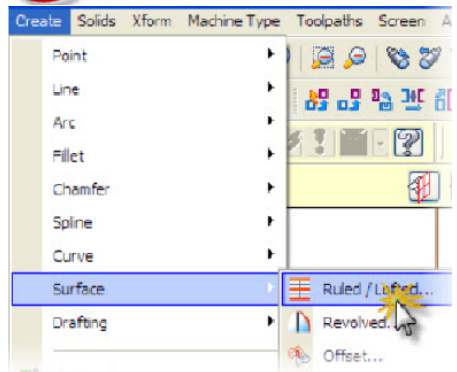 Create Solids Xform Machine Type Toolpaths Screen
Point
Line
Arc
Fillet
Chamfer
Spline
Curve
Surface
Ruled / Lofted...
Drafting
Revolved...
Offset...